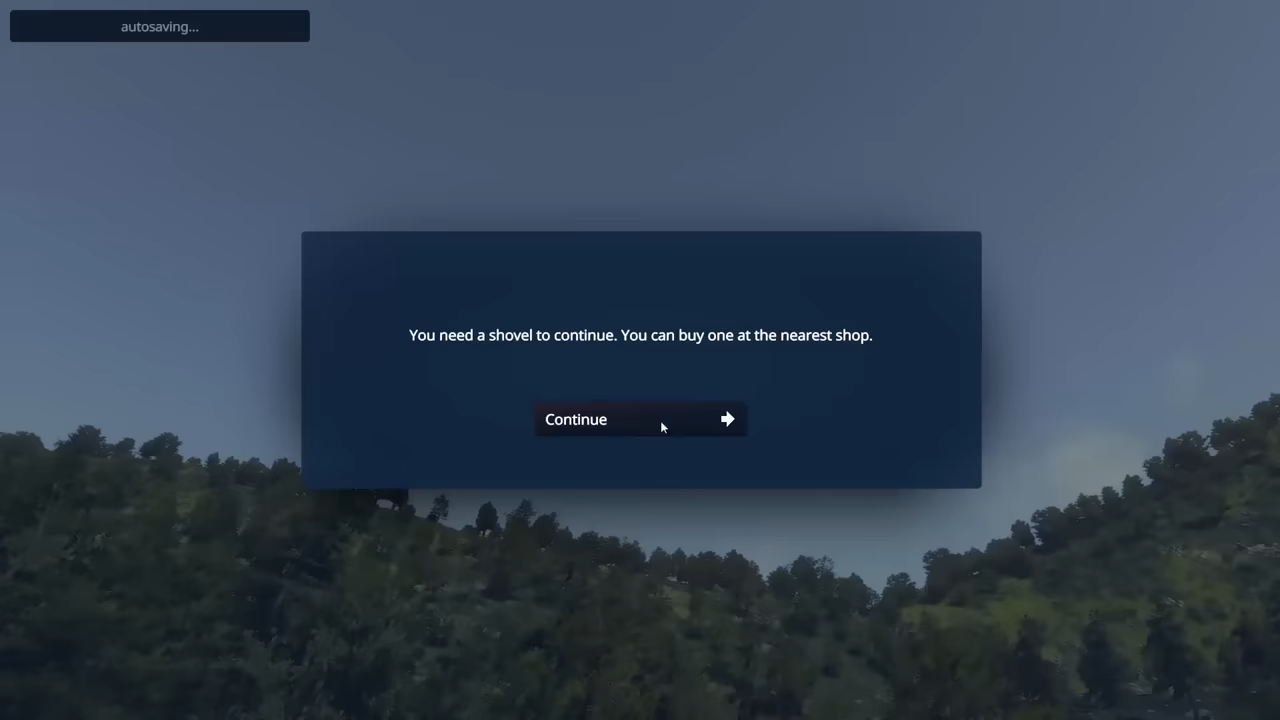 autosaving...
You need a shovel to continue. You can buy one at the nearest shop.
Continue